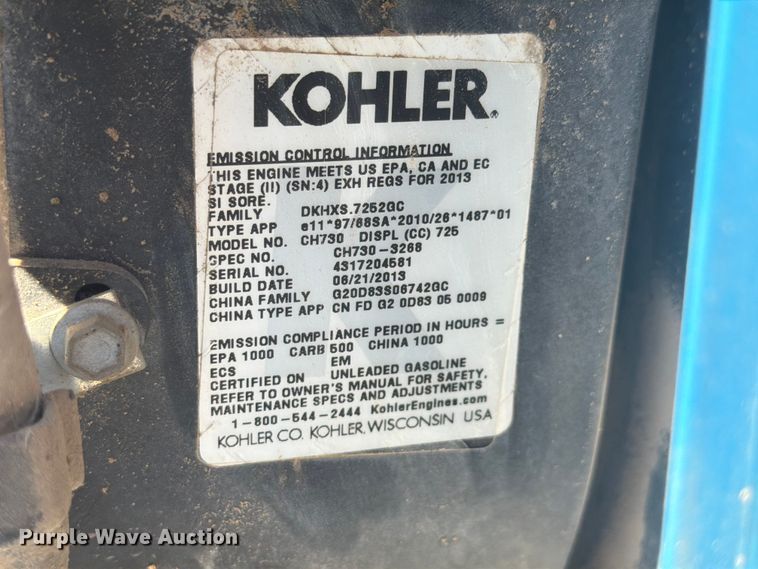 KOHLER.
EMISSION CONTROL INFORMATION
THIS ENGINE MEETS US EPA, CA AND EC
STAGE (II) (SN:4) EXH REGS FOR 2013
SI SORE.
FAMILY DKHXS.7252GC
TYPE APP e11*97/68SA*2010/26*1487*01
MODEL NO. CH730 DISPL (CC) 725
SPEC NO. CH730-3268
SERIAL NO. 4317204581
BUILD DATE 06/21/2013
CHINA FAMILY G20D83S06742GC
CHINA TYPE APP CN FD G2 0D83 05 0009
EMISSION COMPLIANCE PERIOD IN HOURS =
EPA 1000 CARB 500 CHINA 1000
ECS EM
CERTIFIED ON UNLEADED GASOLINE
REFER TO OWNER'S MANUAL FOR SAFETY,
MAINTENANCE SPECS AND ADJUSTMENTS
1-800-544-2444 KohlerEngines.com
KOHLER CO. KOHLER, WISCONSIN USA
Purple Wave Auction